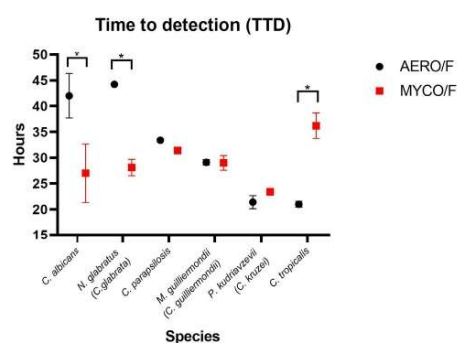 Time to detection (TTD)
50
45
40
35
30
25
20
15
Hours
*
*
*
AERO/F
MYCO/F
C. albicans
N. glabratus
(C.glabrata)
C. parapsilosis
M. guilliermondii
(C. guilliermondii)
P. kudriavzevii
(C. kruzei)
C. tropicalis
Species